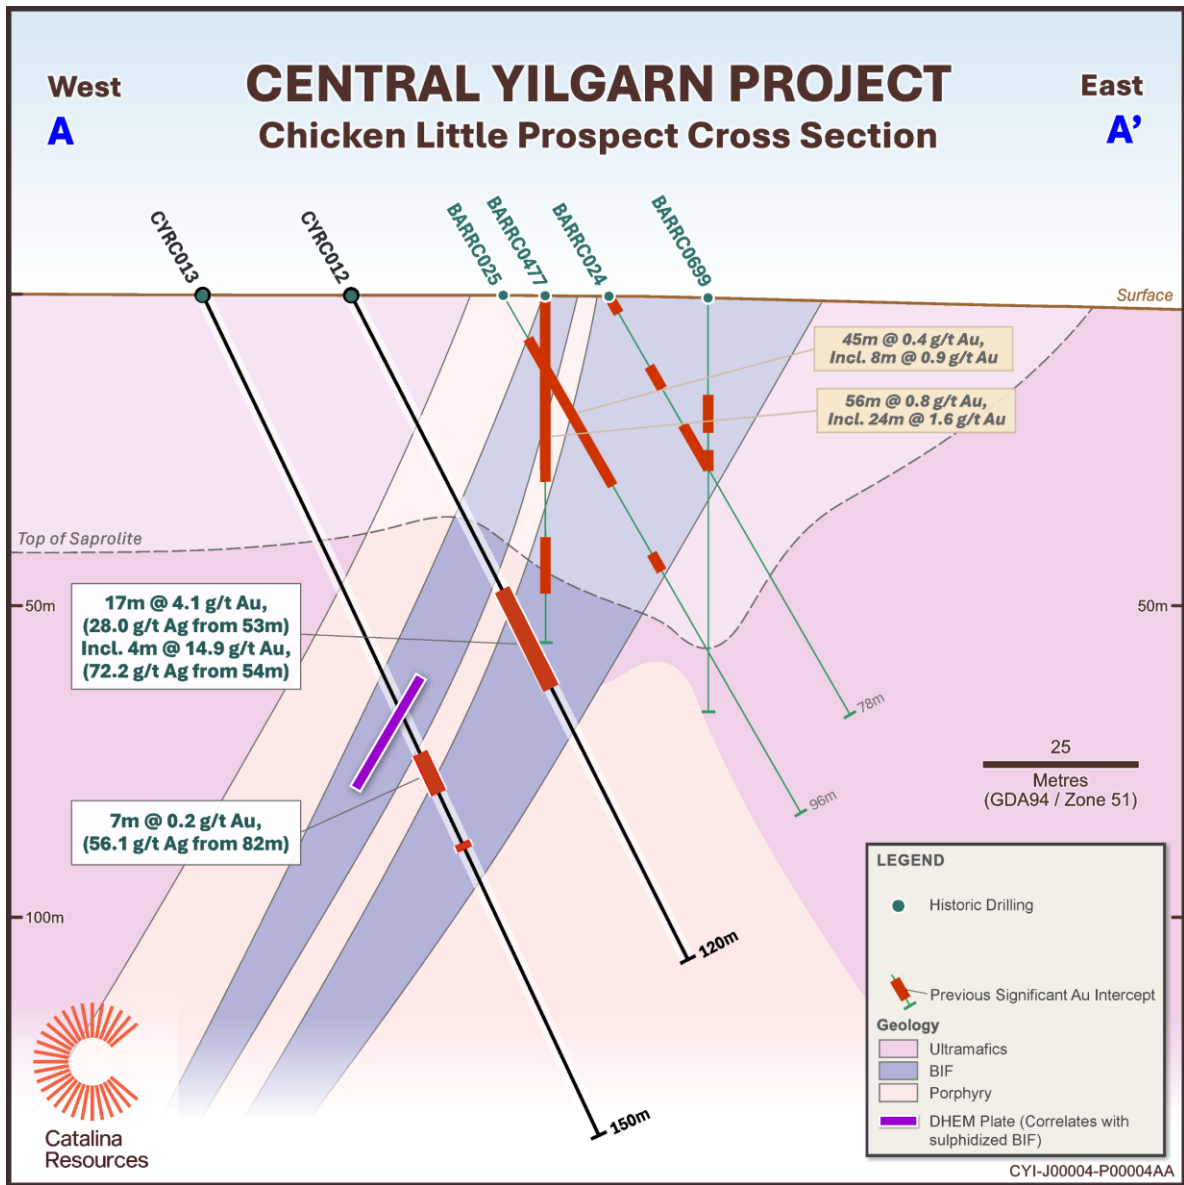 West
CENTRAL YILGARN PROJECT
East
A
Chicken Little Prospect Cross Section
A’
CYRC013
CYRC012
BARRC025
BARRC0477
BARRC024
BARRC0699
Surface
45m @ 0.4 g/t Au,
Incl. 8m @ 0.9 g/t Au
56m @ 0.8 g/t Au,
Incl. 24m @ 1.6 g/t Au
Top of Saprolite
50m
50m
17m @ 4.1 g/t Au,
(28.0 g/t Ag from 53m)
Incl. 4m @ 14.9 g/t Au,
(72.2 g/t Ag from 54m)
78m
25
Metres
(GDA94 / Zone 51)
96m
7m @ 0.2 g/t Au,
(56.1 g/t Ag from 82m)
100m
120m
150m
LEGEND
Historic Drilling
Previous Significant Au Intercept
Geology
Ultramafics
BIF
Porphyry
DHEM Plate (Correlates with
sulphidized BIF)
Catalina
Resources
CYI-J00004-P00004AA